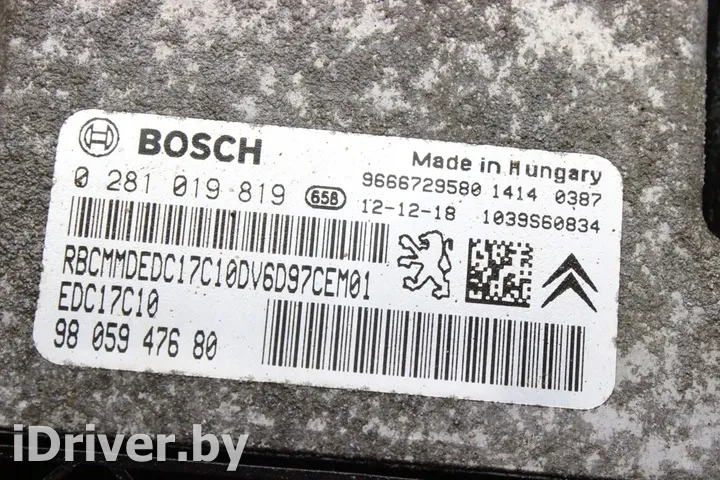 BOSCH
Made in Hungary
0 281 019 819 658
9666729580 1414 0387
12-12-18 1039S60834
RBCMMDEDC17C10DV6D97CEM01
EDC17C10
98 059 476 80
iDriver.by